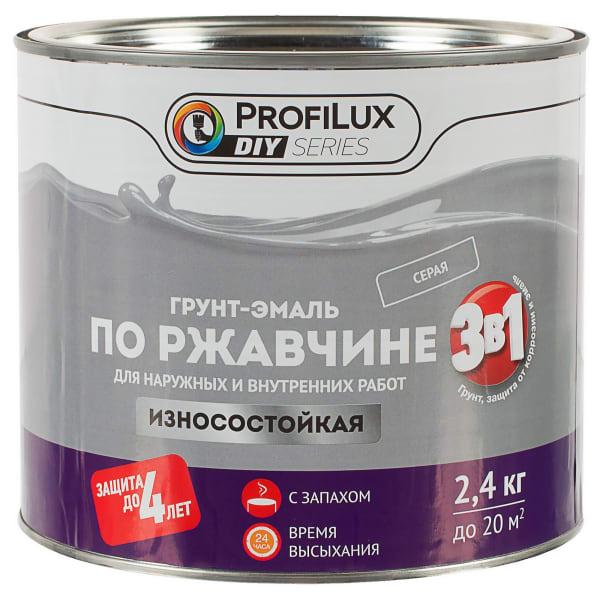 PROFILUX
DIY SERIES
СЕРАЯ
ГРУНТ-ЭМАЛЬ
ПО РЖАВЧИНЕ
3в1
Грунт, защита от коррозии и эмаль
ДЛЯ НАРУЖНЫХ И ВНУТРЕННИХ РАБОТ
ИЗНОСОСТОЙКАЯ
ЗАЩИТА
ДО 4 ЛЕТ
С ЗАПАХОМ
24
ЧАСА
ВРЕМЯ
ВЫСЫХАНИЯ
2,4 кг
до 20 м²